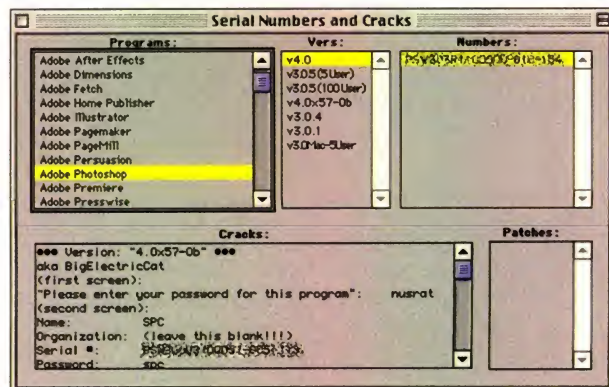 Serial Numbers and Cracks
Programs:
Adobe After Effects
Adobe Dimensions
Adobe Fetch
Adobe Home Publisher
Adobe Illustrator
Adobe Pagemaker
Adobe PageMill
Adobe Persuasion
Adobe Photoshop
Adobe Premiere
Adobe Presswise
Vers:
v4.0
v3.0.5(5User)
v3.0.5(100User)
v4.0x57-0b
v3.0.4
v3.0.1
v3.0Mac-5User
Numbers:
Cracks:
●●● Version: "4.0x57-0b" ●●●
aka BigElectricCat
(first screen):
"Please enter your password for this program": nusrat
(second screen):
Name: SPC
Organization: (leave this blank!!!)
Serial #:
Password: spc
Patches: